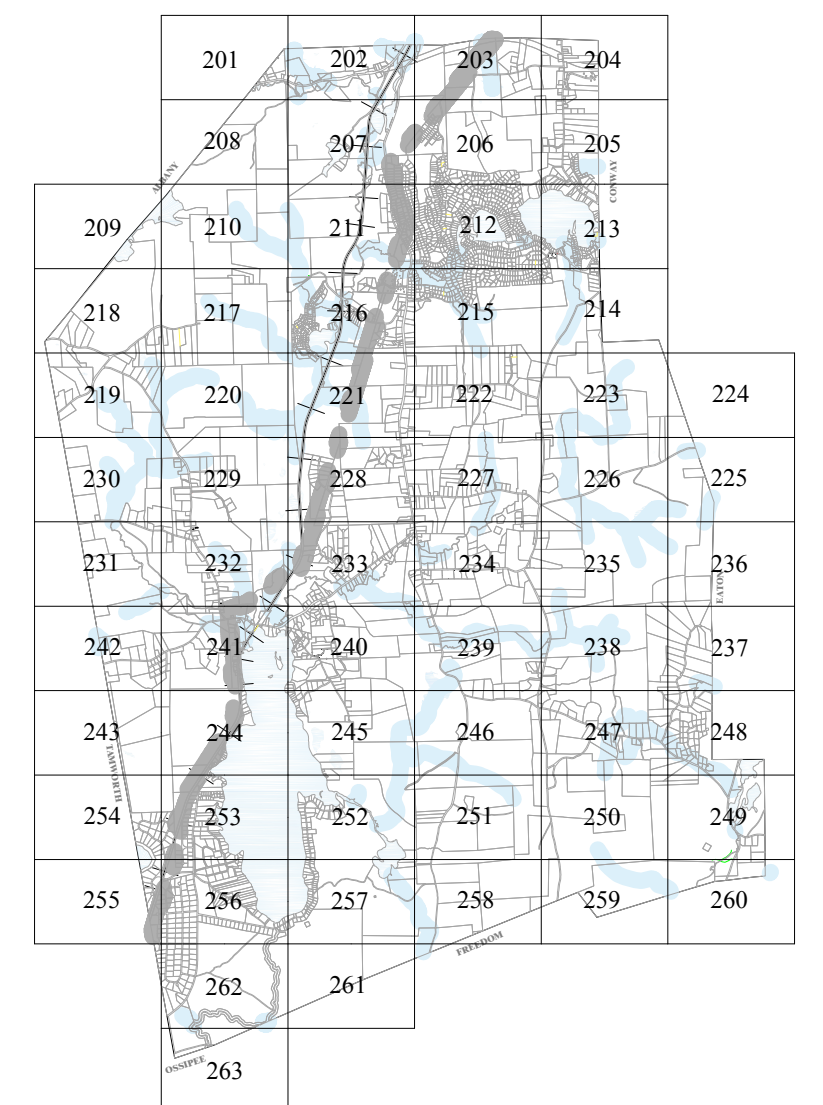 201 202 203 204
208 207 206 205
ALBANY
CONWAY
209 210 211 212 213
218 217 216 215 214
219 220 221 222 223 224
230 229 228 227 226 225
231 232 233 234 235 236
EATON
242 241 240 239 238 237
243 244 245 246 247 248
TAMWORTH
254 253 252 251 250 249
255 256 257 258 259 260
FREEDOM
262 261
OSSIPEE
263